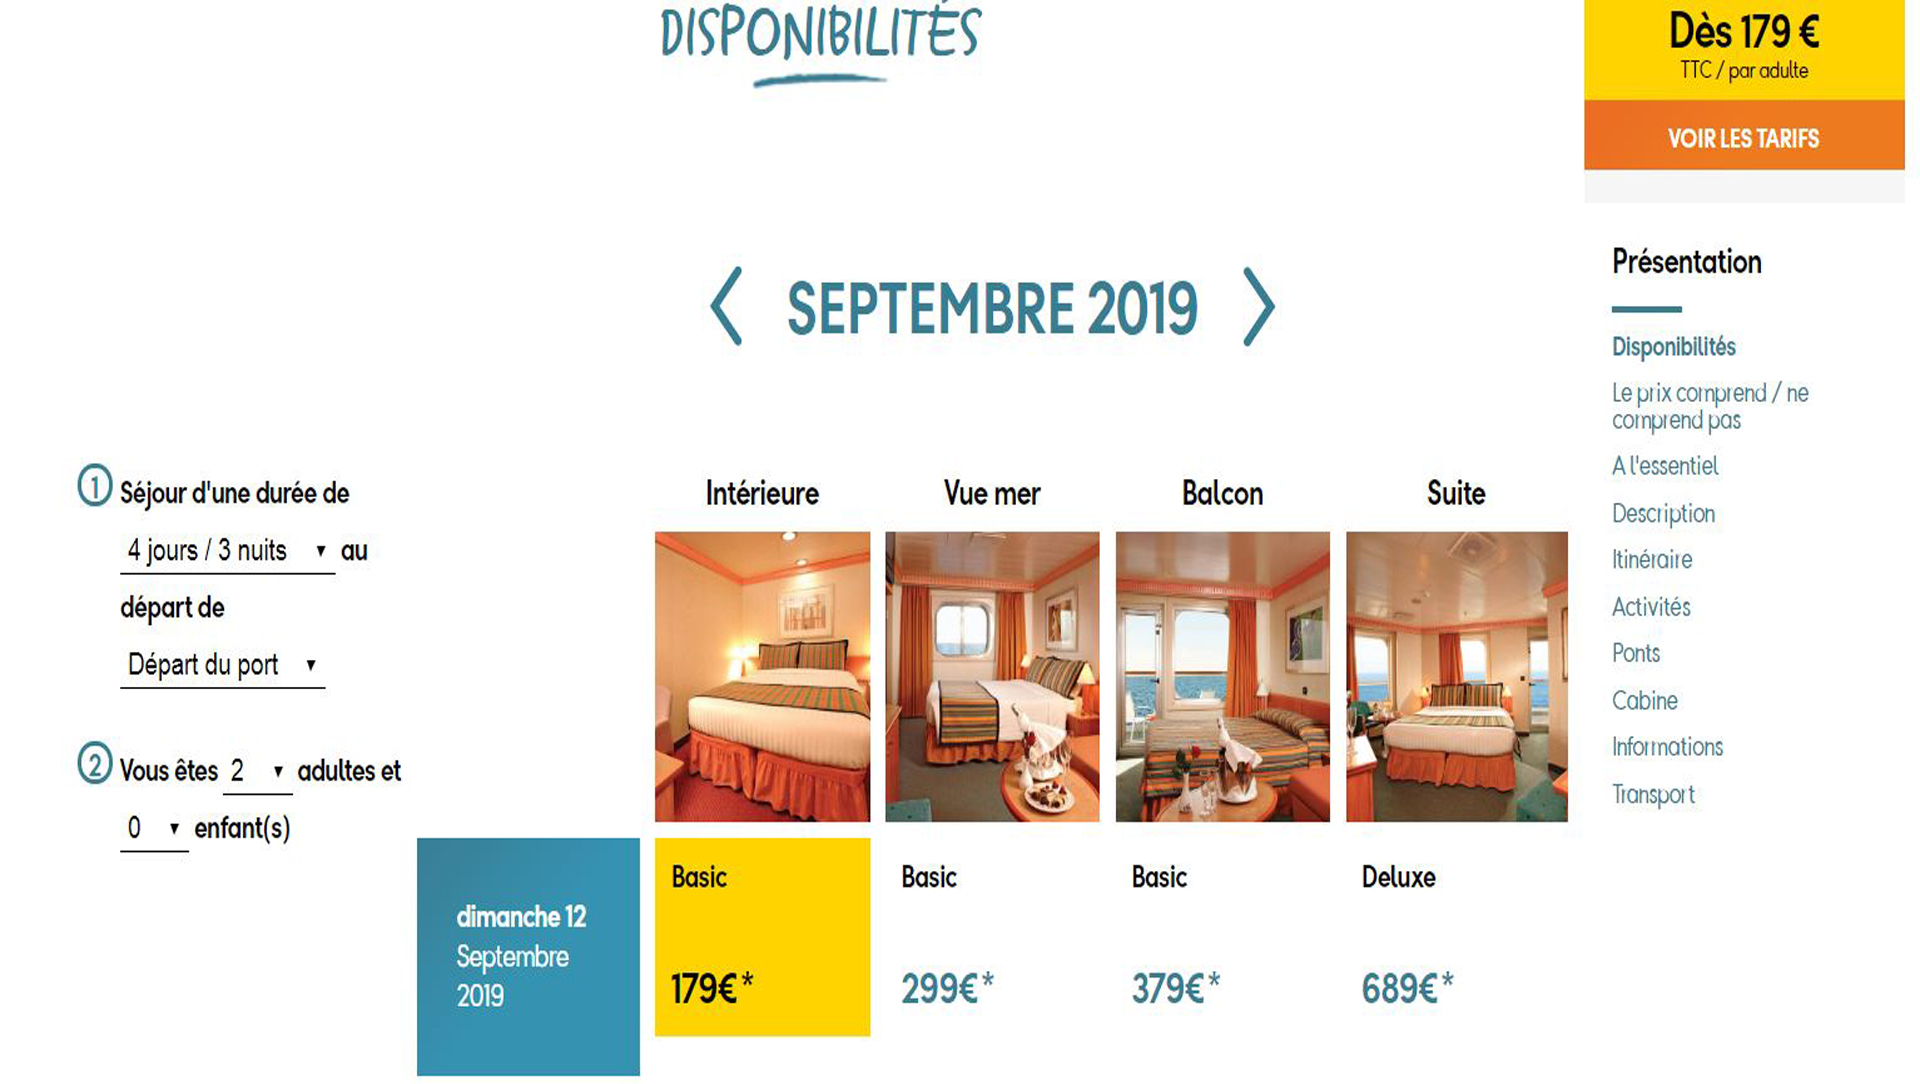 DISPONIBILITÉS
Dès 179 €
TTC / par adulte
VOIR LES TARIFS
SEPTEMBRE 2019
Présentation
Disponibilités
Le prix comprend / ne
comprend pas
A l'essentiel
Description
Itinéraire
Activités
Ponts
Cabine
Informations
Transport
1 Séjour d'une durée de
4 jours / 3 nuits ▼ au
départ de
Départ du port ▼
2 Vous êtes 2 ▼ adultes et
0 ▼ enfant(s)
Intérieure Vue mer Balcon Suite
dimanche 12
Septembre
2019
Basic Basic Basic Deluxe
179€* 299€* 379€* 689€*